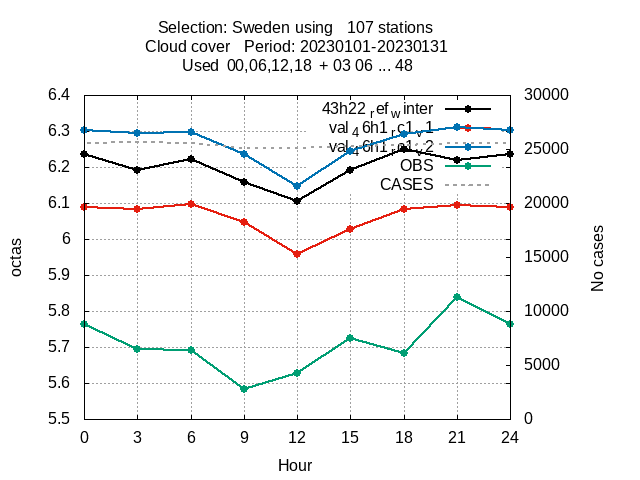 Selection: Sweden using   107 stations
Cloud cover   Period: 20230101-20230131
Used  00,06,12,18  + 03 06 ... 48
6.4
6.3
6.2
6.1
6
5.9
5.8
5.7
5.6
5.5
octas
30000
25000
20000
15000
10000
5000
0
No cases
43h22_ref_winter
val_46h1_rc1_v1
val_46h1_rc1_v2
OBS
CASES
0 3 6 9 12 15 18 21 24
Hour